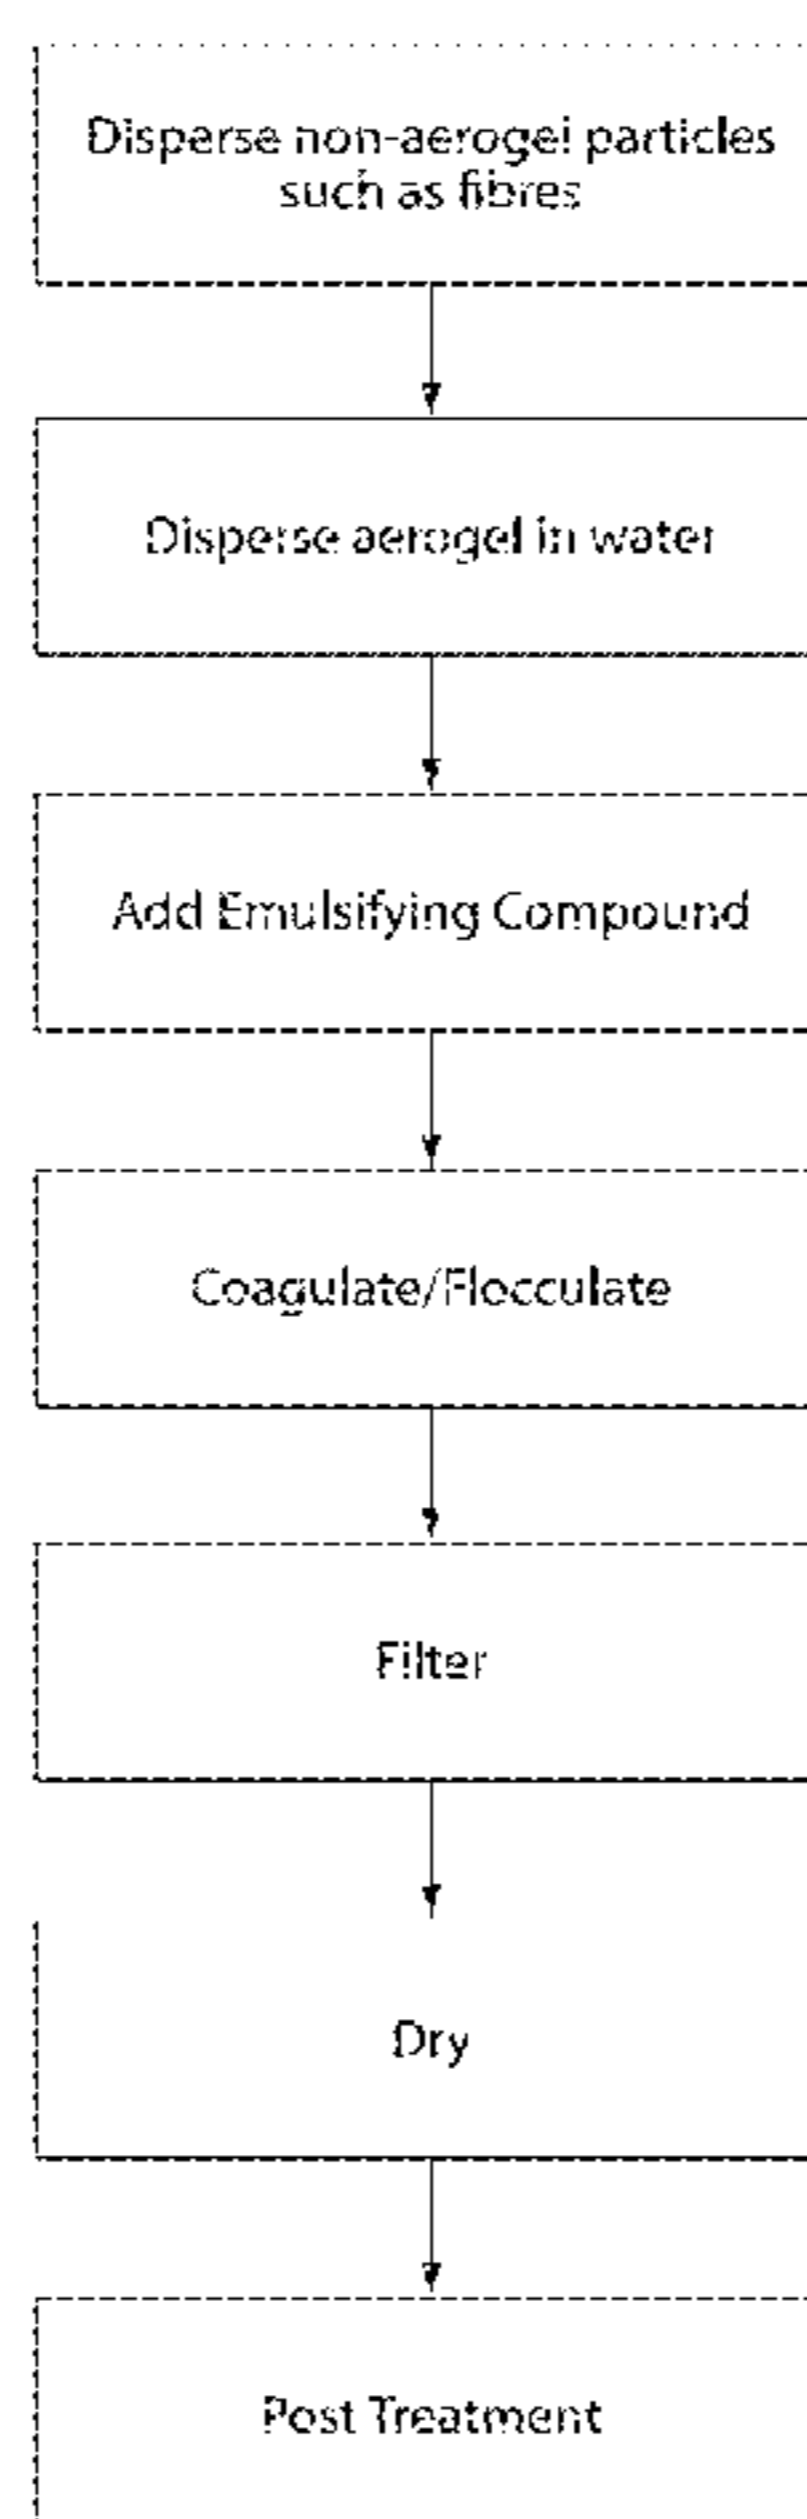 Disperse non-aerogel particles
such as fibres
Disperse aerogel in water
Add Emulsifying Compound
Coagulate/Flocculate
Filter
Dry
Post Treatment